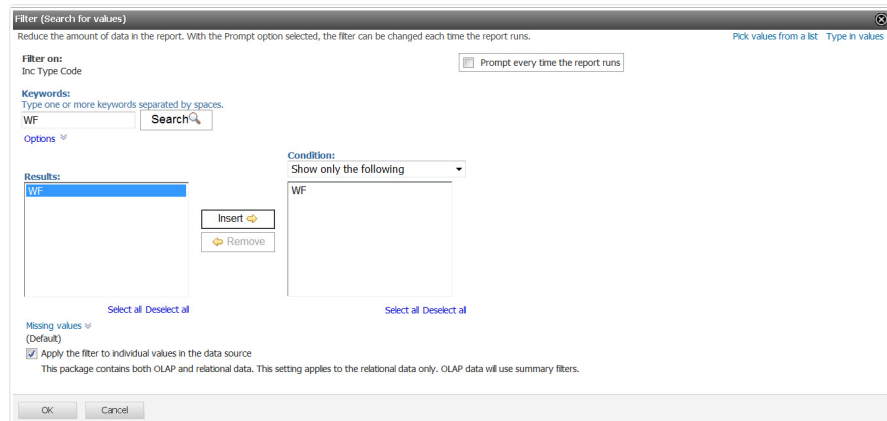 Filter (Search for values)
Reduce the amount of data in the report. With the Prompt option selected, the filter can be changed each time the report runs.
Pick values from a list Type in values
Filter on:
Inc Type Code
Prompt every time the report runs
Keywords:
Type one or more keywords separated by spaces.
WF
Search
Options
Condition:
Show only the following
Results:
WF
WF
Insert
Remove
Select all Deselect all
Select all Deselect all
Missing values
(Default)
Apply the filter to individual values in the data source
This package contains both OLAP and relational data. This setting applies to the relational data only. OLAP data will use summary filters.
OK
Cancel